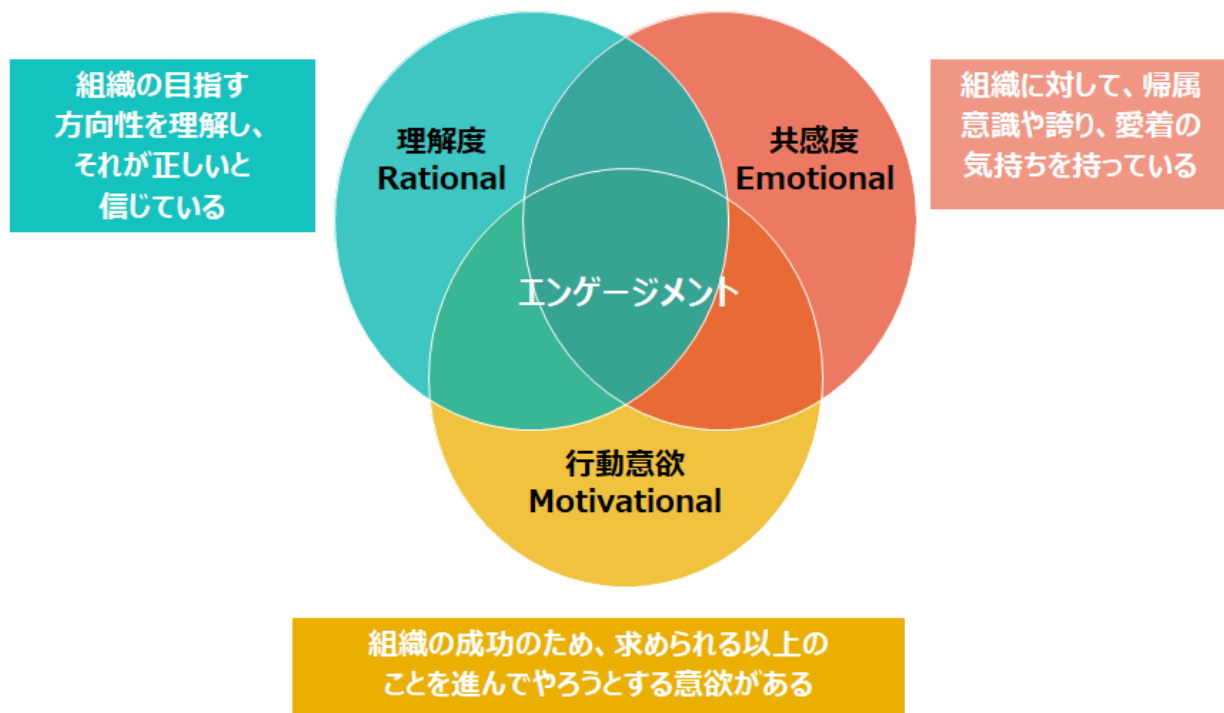 組織の目指す
方向性を理解し、
それが正しいと
信じている
理解度
Rational
共感度
Emotional
組織に対して、帰属
意識や誇り、愛着の
気持ちを持っている
エンゲージメント
行動意欲
Motivational
組織の成功のため、求められる以上の
ことを進んでやろうとする意欲がある